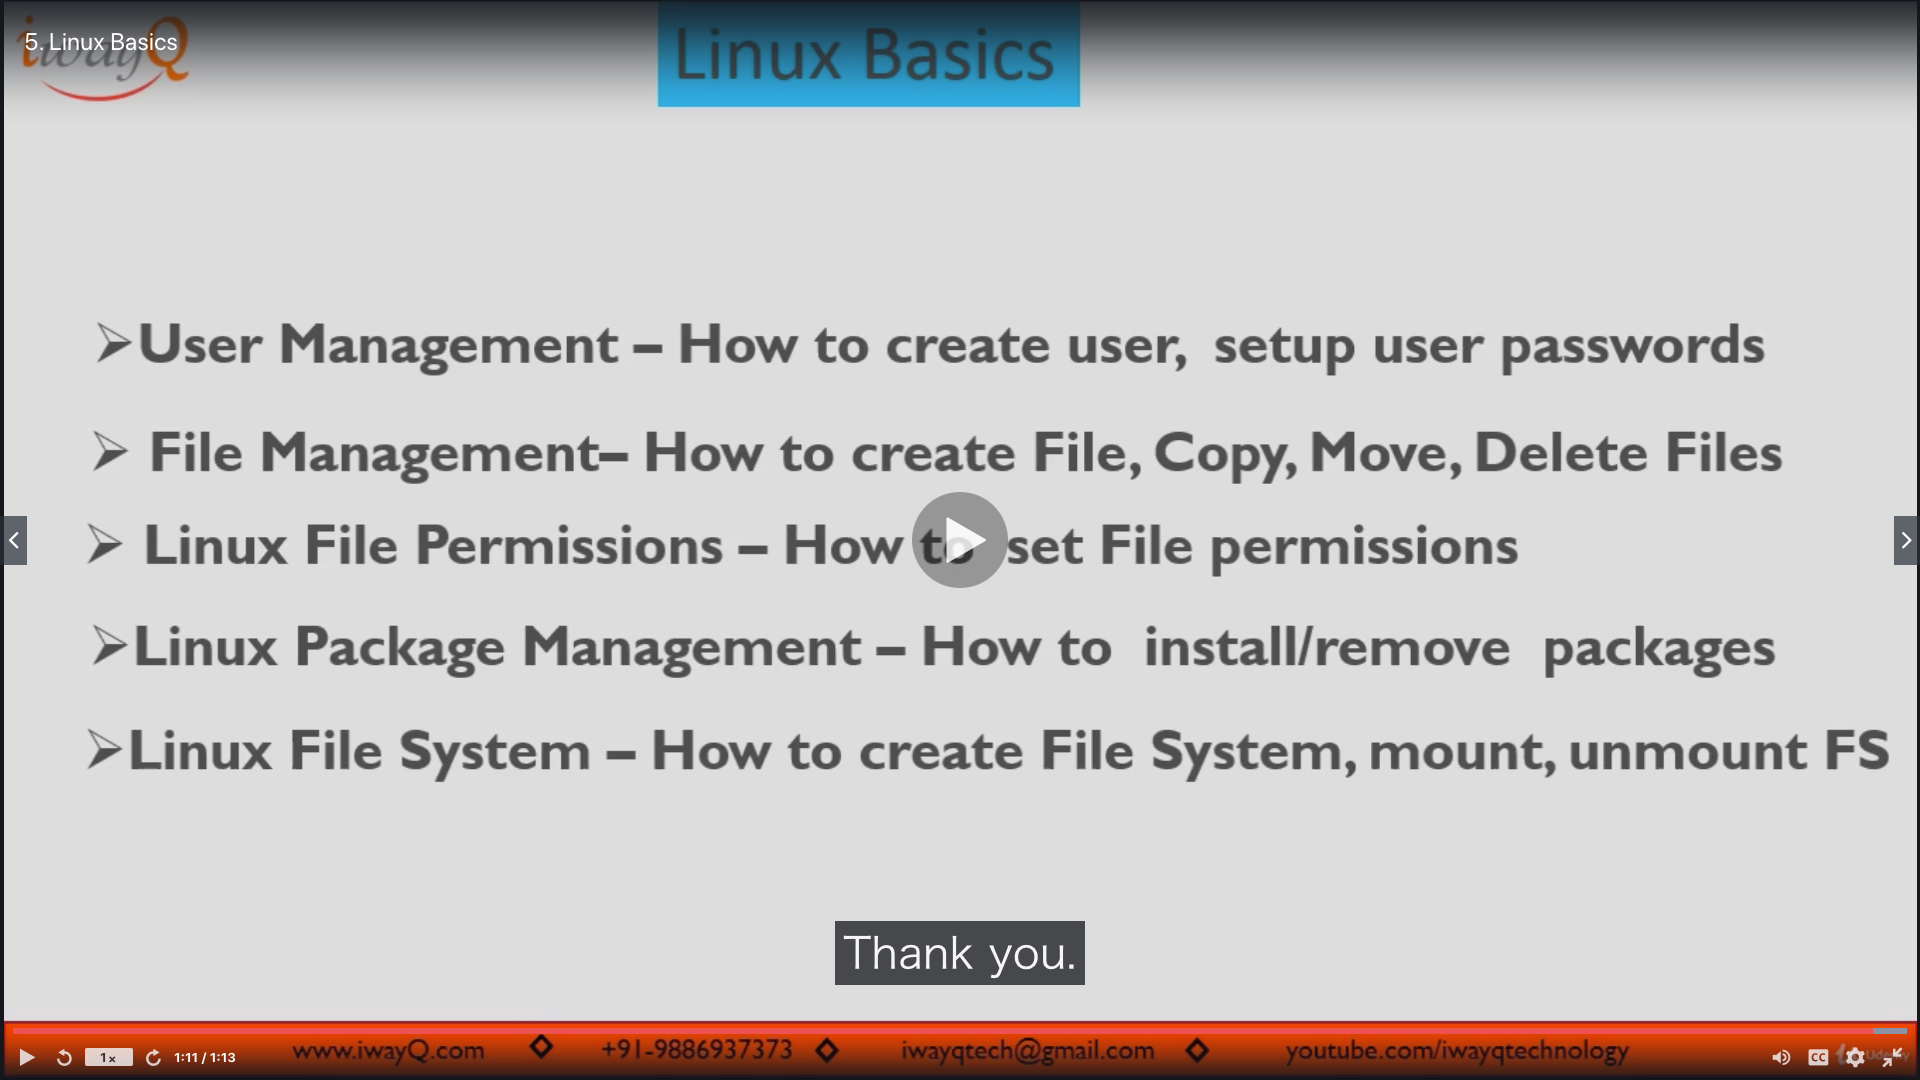 5. Linux Basics
iwayQ
Linux Basics
➢User Management – How to create user, setup user passwords
➢ File Management– How to create File, Copy, Move, Delete Files
➢ Linux File Permissions – How to set File permissions
➢Linux Package Management – How to install/remove packages
➢Linux File System – How to create File System, mount, unmount FS
Thank you.
1x 1:11 / 1:13 www.iwayQ.com +91-9886937373 iwayqtech@gmail.com youtube.com/iwayqtechnology CC Udemy